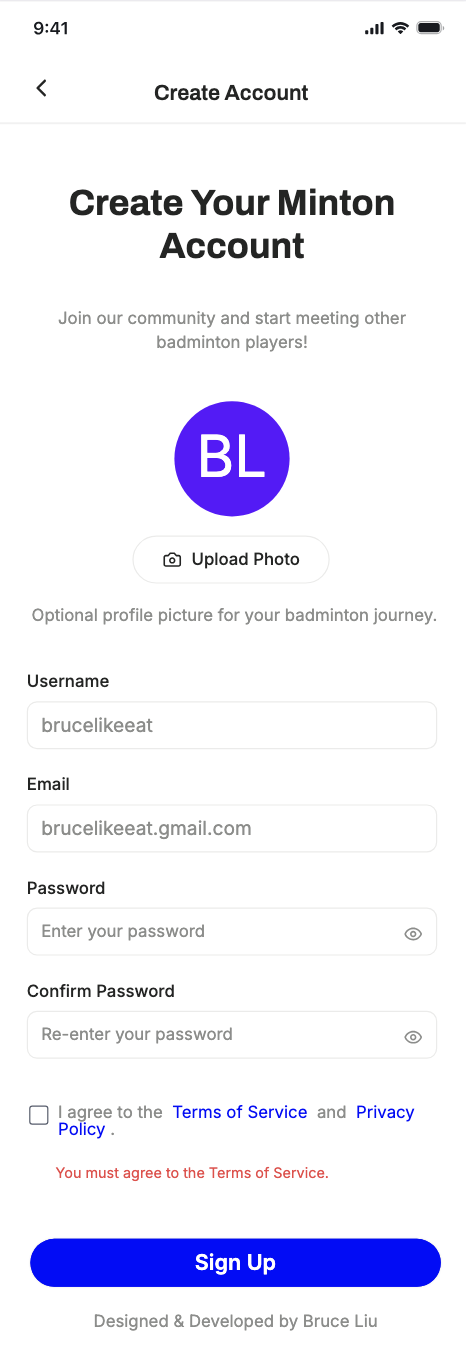 9:41
Create Account
Create Your Minton
Account
Join our community and start meeting other
badminton players!
BL
Upload Photo
Optional profile picture for your badminton journey.
Username
brucelikeeat
Email
brucelikeeat.gmail.com
Password
Enter your password
Confirm Password
Re-enter your password
I agree to the Terms of Service and Privacy
Policy .
You must agree to the Terms of Service.
Sign Up
Designed & Developed by Bruce Liu